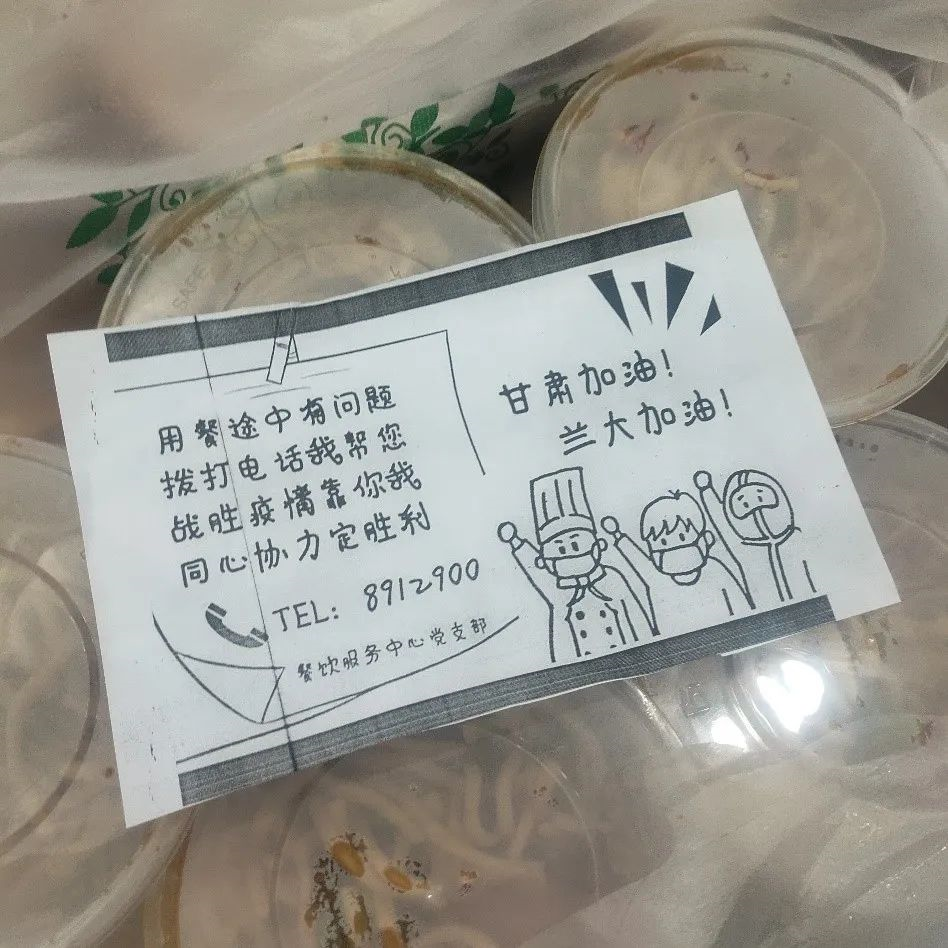 用餐途中有问题
拨打电话我帮您
战胜疫情靠你我
同心协力定胜利
TEL: 8912900
餐饮服务中心党支部
甘肃加油!
兰大加油!